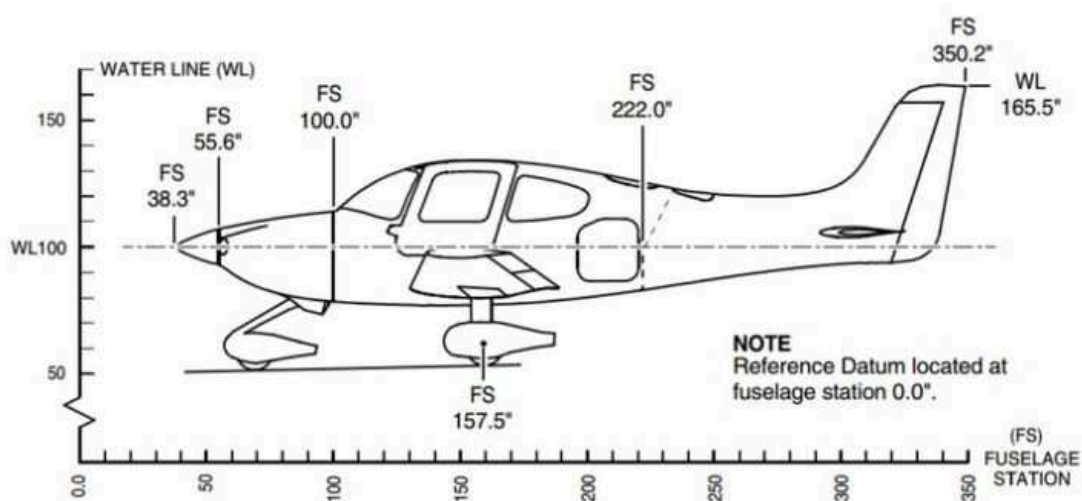 FS
350.2"
WATER LINE (WL)
FS
100.0"
FS
222.0"
WL
165.5"
150
FS
55.6"
FS
38.3"
WL100
NOTE
Reference Datum located at
fuselage station 0.0".
50
FS
157.5"
(FS)
FUSELAGE
STATION
0.0
50
100
150
200
250
300
350